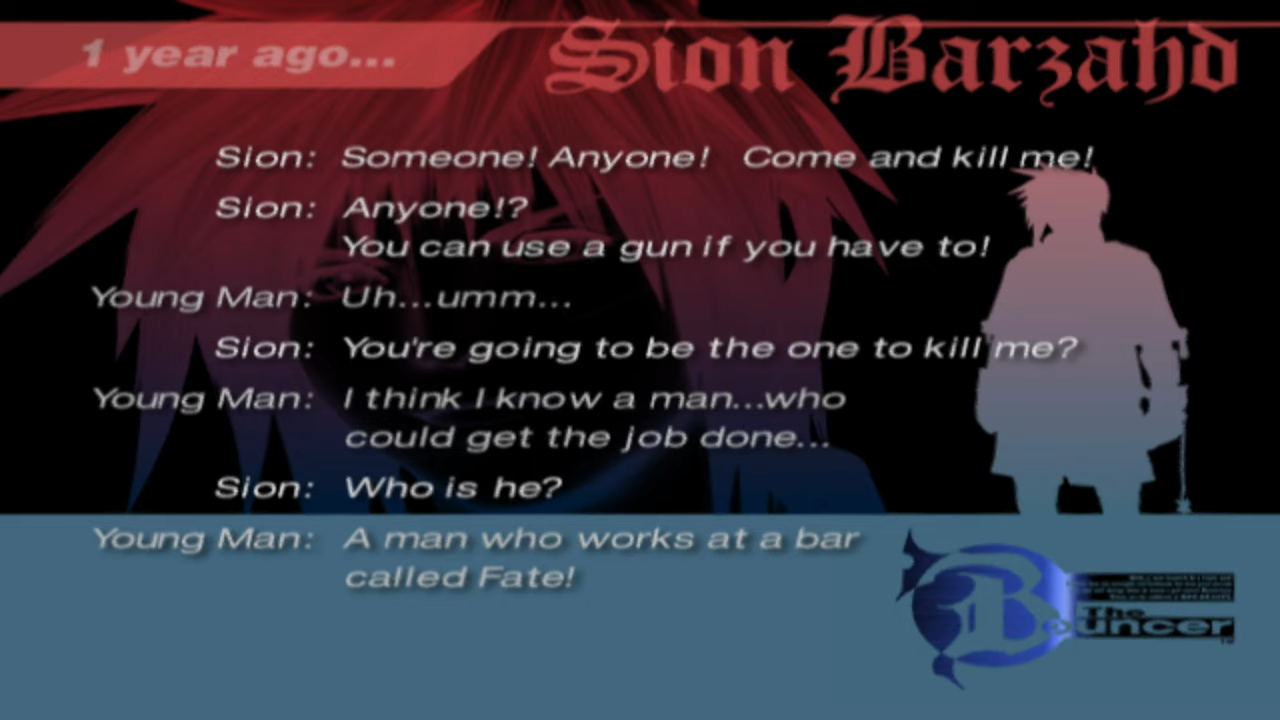 1 year ago...
Sion Barzahd
Sion: Someone! Anyone! Come and kill me!
Sion: Anyone!?
You can use a gun if you have to!
Young Man: Uh...umm...
Sion: You're going to be the one to kill me?
Young Man: I think I know a man...who
could get the job done...
Sion: Who is he?
Young Man: A man who works at a bar
called Fate!
The
Bouncer